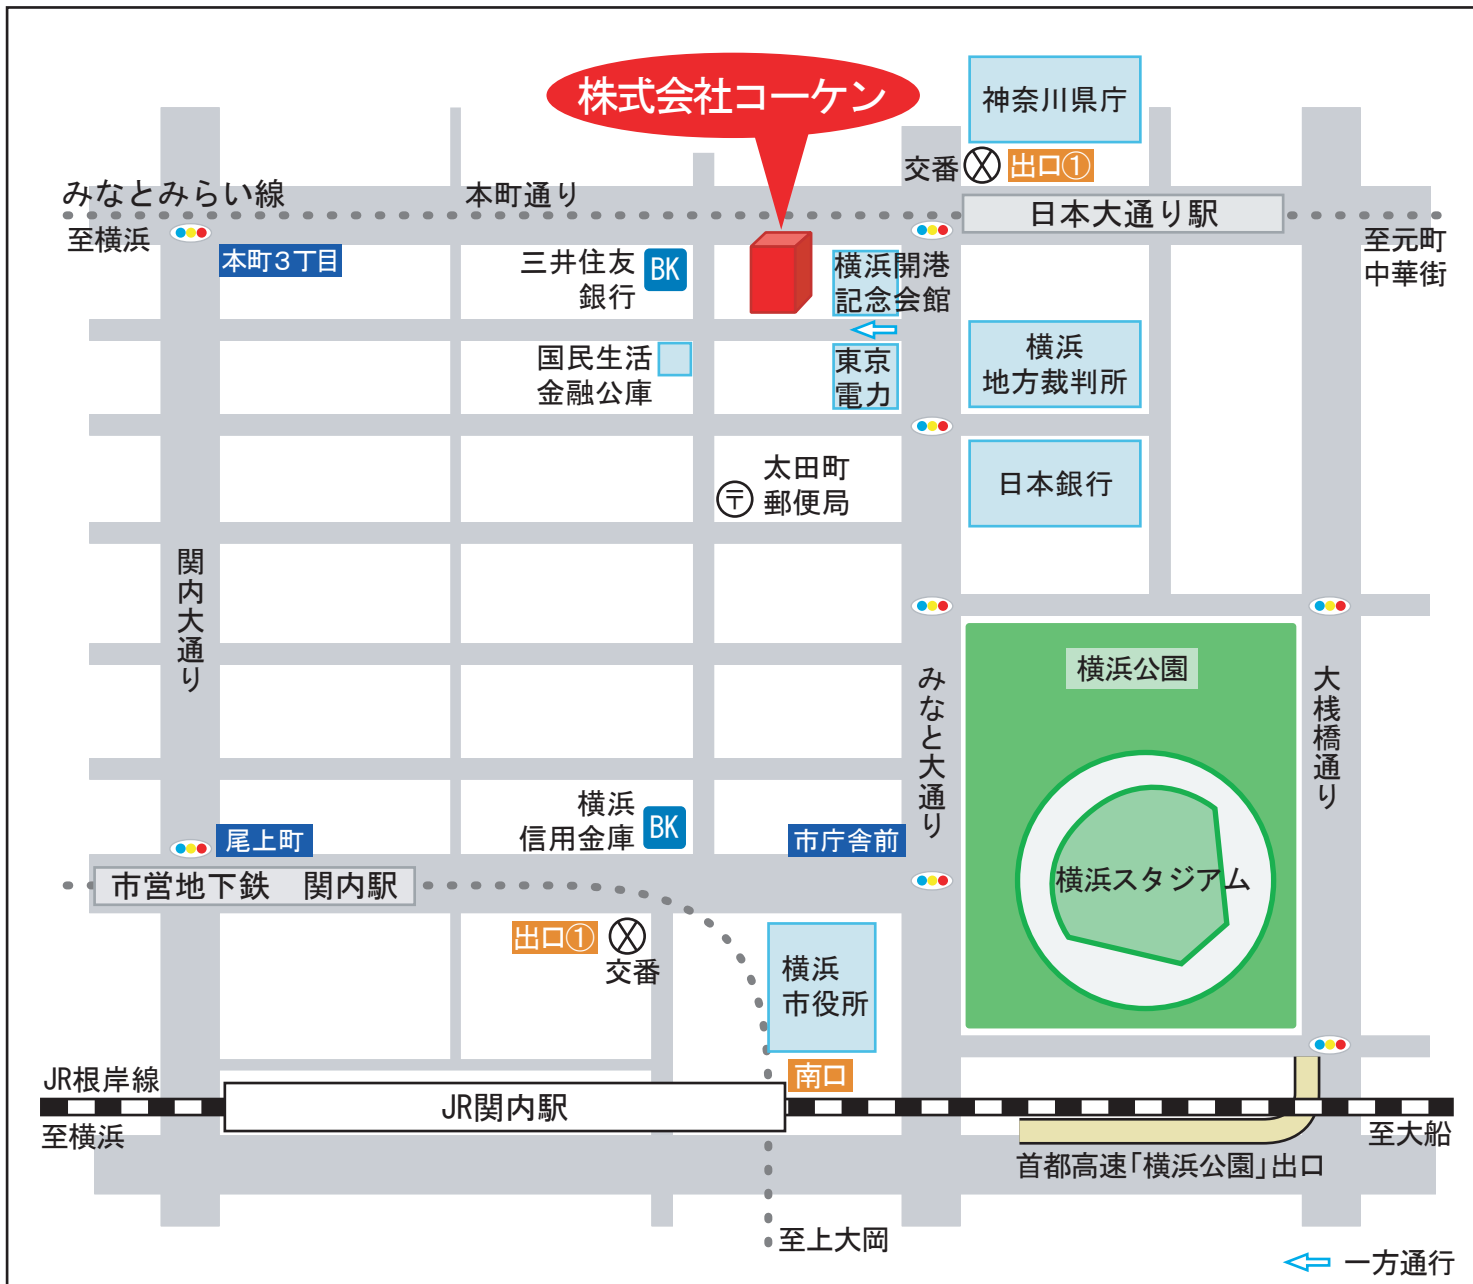 株式会社コーケン
神奈川県庁
交番
出口①
みなとみらい線
本町通り
日本大通り駅
至横浜
至元町
中華街
本町3丁目
三井住友
銀行
BK
横浜開港
記念会館
国民生活
金融公庫
東京
電力
横浜
地方裁判所
太田町
郵便局
〒
日本銀行
関内大通り
みなと大通り
横浜公園
大桟橋通り
横浜
信用金庫
BK
尾上町
市庁舎前
市営地下鉄 関内駅
横浜スタジアム
出口①
交番
横浜
市役所
南口
JR根岸線
JR関内駅
至横浜
至大船
首都高速「横浜公園」出口
至上大岡
一方通行